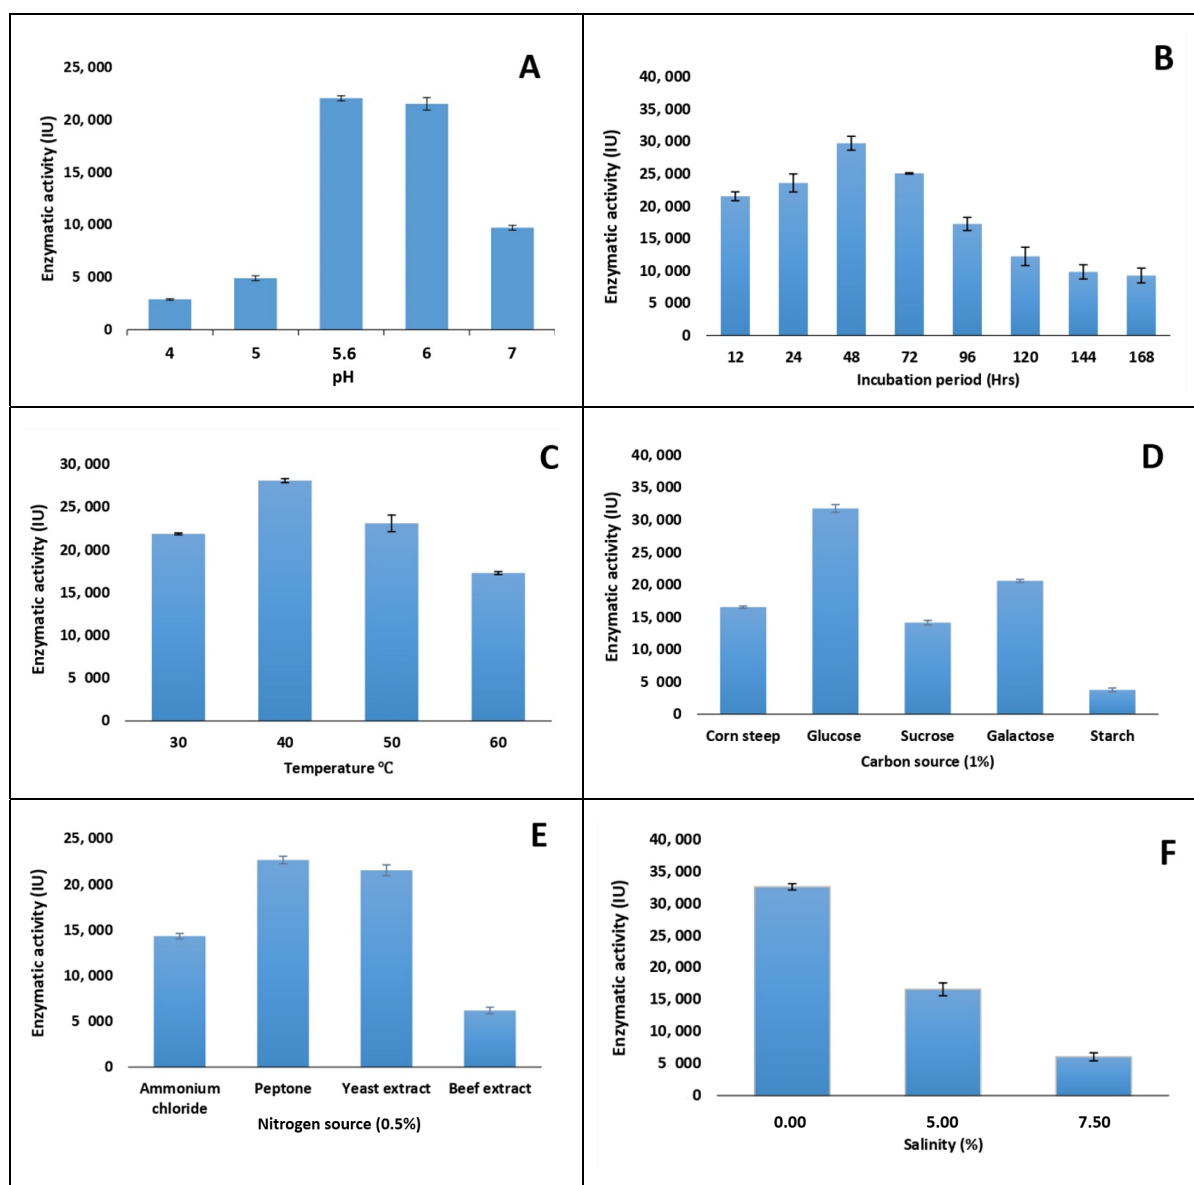 A
Enzymatic activity (IU)
25, 000
20, 000
15, 000
10, 000
5 000
0
4 5 5.6 6 7
pH
B
Enzymatic activity (IU)
40, 000
35, 000
30, 000
25, 000
20, 000
15, 000
10, 000
5 000
0
12 24 48 72 96 120 144 168
Incubation period (Hrs)
C
Enzymatic activity (IU)
30, 000
25, 000
20, 000
15, 000
10, 000
5 000
0
30 40 50 60
Temperature °C
D
Enzymatic activity (IU)
40, 000
35, 000
30, 000
25, 000
20, 000
15, 000
10, 000
5 000
0
Corn steep Glucose Sucrose Galactose Starch
Carbon source (1%)
E
Enzymatic activity (IU)
25, 000
20, 000
15, 000
10, 000
5 000
0
Ammonium Peptone Yeast extract Beef extract
chloride
Nitrogen source (0.5%)
F
Enzymatic activity (IU)
40, 000
35, 000
30, 000
25, 000
20, 000
15, 000
10, 000
5 000
0
0.00 5.00 7.50
Salinity (%)